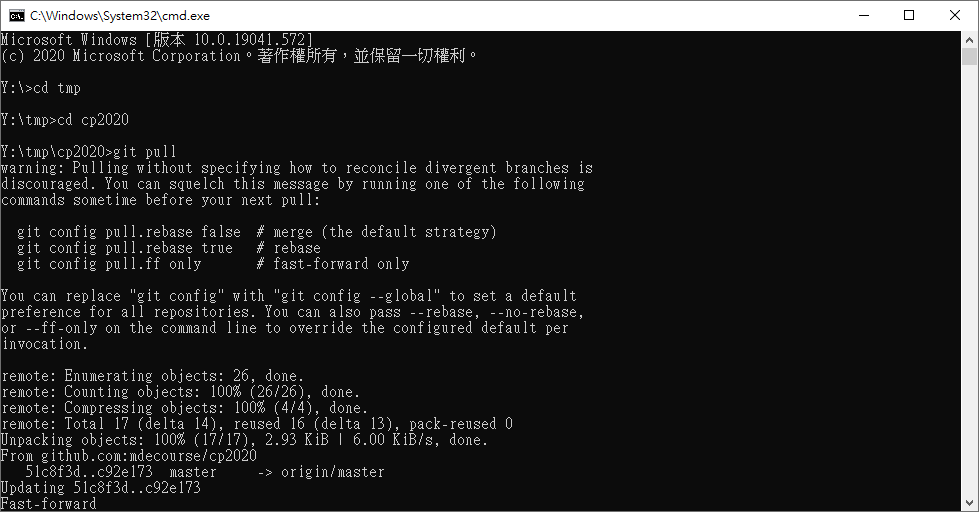 C:\Windows\System32\cmd.exe
Microsoft Windows [版本 10.0.19041.572]
(c) 2020 Microsoft Corporation。著作權所有，並保留一切權利。
Y:\>cd tmp
Y:\tmp>cd cp2020
Y:\tmp\cp2020>git pull
warning: Pulling without specifying how to reconcile divergent branches is
discouraged. You can squelch this message by running one of the following
commands sometime before your next pull:
  git config pull.rebase false  # merge (the default strategy)
  git config pull.rebase true   # rebase
  git config pull.ff only       # fast-forward only
You can replace "git config" with "git config --global" to set a default
preference for all repositories. You can also pass --rebase, --no-rebase,
or --ff-only on the command line to override the configured default per
invocation.
remote: Enumerating objects: 26, done.
remote: Counting objects: 100% (26/26), done.
remote: Compressing objects: 100% (4/4), done.
remote: Total 17 (delta 14), reused 16 (delta 13), pack-reused 0
Unpacking objects: 100% (17/17), 2.93 KiB | 6.00 KiB/s, done.
From github.com:mdecourse/cp2020
   51c8f3d..c92e173  master     -> origin/master
Updating 51c8f3d..c92e173
Fast-forward